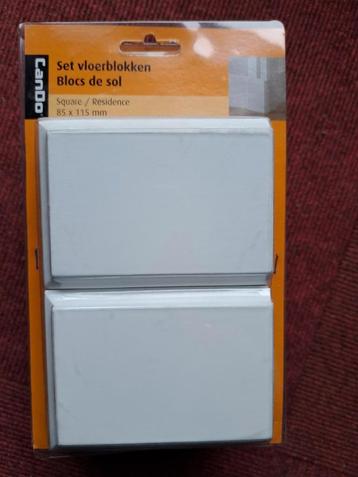 CanDo
Set vloerblokken
Blocs de sol
Square / Residence
85 x 115 mm